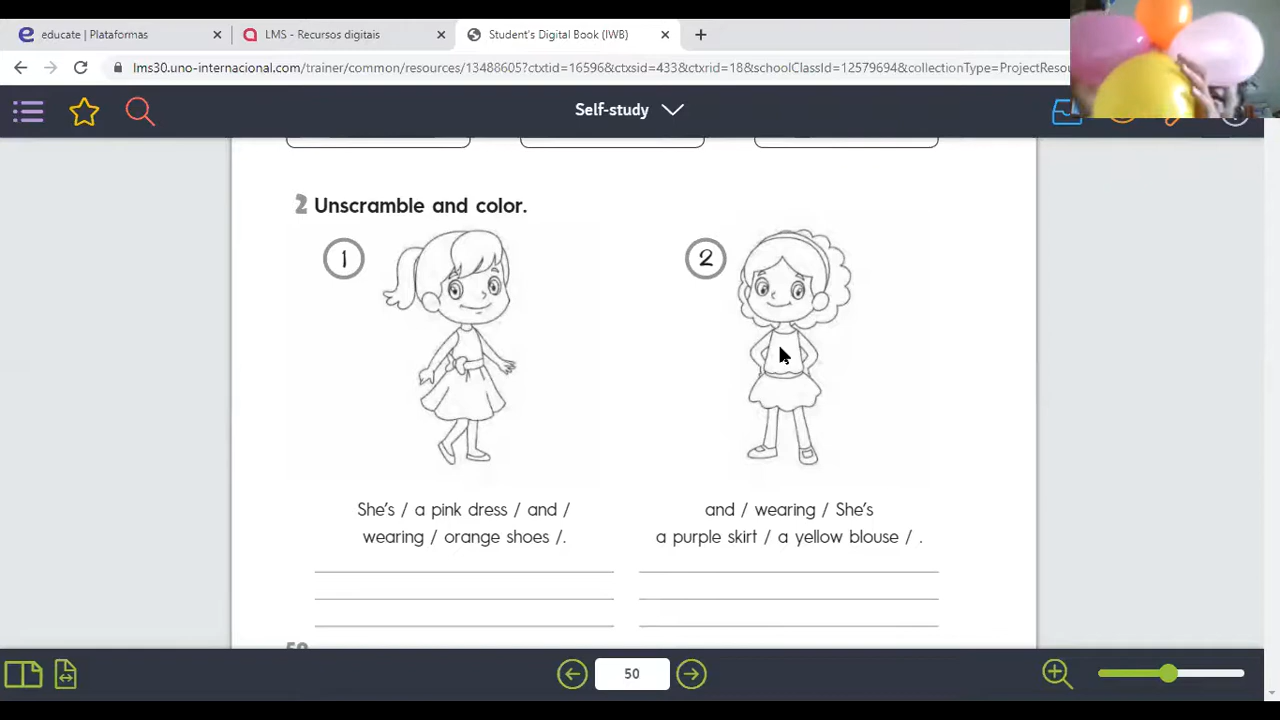 educate | Plataformas
LMS - Recursos digitais
Student's Digital Book (IWB)
lms30.uno-internacional.com/trainer/common/resources/13488605?ctxtid=16596&ctxsid=433&ctxrid=18&schoolClassId=12579694&collectionType=ProjectResou
Self-study
2 Unscramble and color.
1
2
She's / a pink dress / and /
wearing / orange shoes /.
and / wearing / She's
a purple skirt / a yellow blouse / .
50